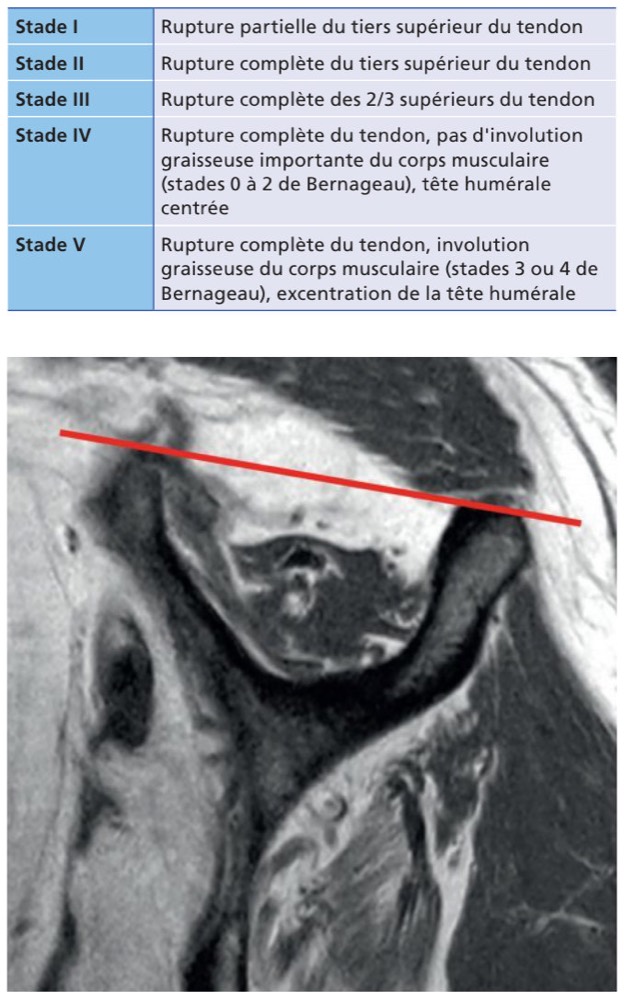 Stade I
Rupture partielle du tiers supérieur du tendon
Stade II
Rupture complète du tiers supérieur du tendon
Stade III
Rupture complète des 2/3 supérieurs du tendon
Stade IV
Rupture complète du tendon, pas d'involution
graisseuse importante du corps musculaire
(stades 0 à 2 de Bernageau), tête humérale
centrée
Stade V
Rupture complète du tendon, involution
graisseuse du corps musculaire (stades 3 ou 4 de
Bernageau), excentration de la tête humérale